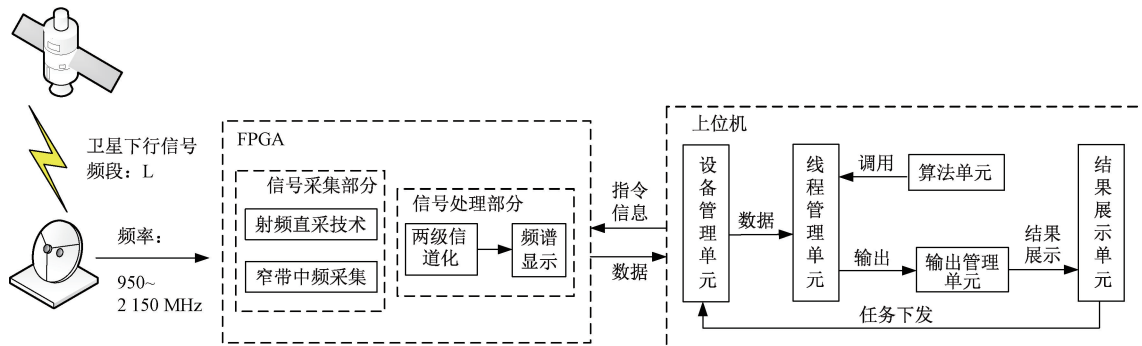 卫星下行信号
频段：L
频率：
950~
2 150 MHz
FPGA
信号采集部分
射频直采技术
窄带中频采集
信号处理部分
两级信
道化
频谱
显示
指令
信息
数据
上位机
设备管理单元
数据
线程管理单元
调用
算法单元
输出
输出管理
单元
结果
展示
结果展示单元
任务下发